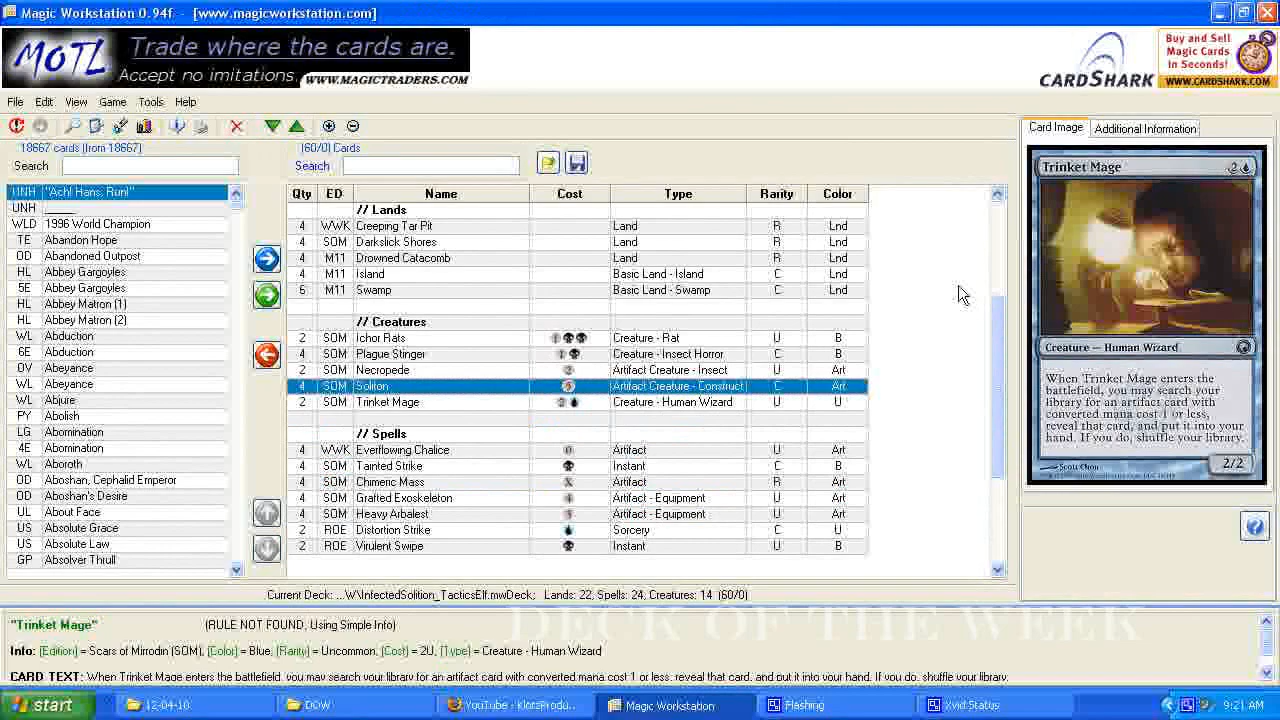 Magic Workstation 0.94f - [www.magicworkstation.com]
MOTL Trade where the cards are.
Accept no imitations. WWW.MAGICTRADERS.COM
CARDSHARK
Buy and Sell
Magic Cards
in Seconds!
WWW.CARDSHARK.COM
File Edit View Game Tools Help
18667 cards (from 18667)
Search
UNH "Ach! Hans, Run!"
UNH _____
WLD 1996 World Champion
TE Abandon Hope
OD Abandoned Outpost
HL Abbey Gargoyles
5E Abbey Gargoyles
HL Abbey Matron (1)
HL Abbey Matron (2)
WL Abduction
6E Abduction
OV Abeyance
WL Abeyance
WL Abjure
PY Abolish
LG Abomination
4E Abomination
WL Aboroth
OD Aboshan, Cephalid Emperor
OD Aboshan's Desire
UL About Face
US Absolute Grace
US Absolute Law
GP Absolver Thrull
(60/0) Cards
Search
Qty ED Name Cost Type Rarity Color
// Lands
4 WWK Creeping Tar Pit Land R Lnd
4 SOM Darkslick Shores Land R Lnd
4 M11 Drowned Catacomb Land R Lnd
4 M11 Island Basic Land - Island C Lnd
6 M11 Swamp Basic Land - Swamp C Lnd
// Creatures
2 SOM Ichor Rats 1 Creature - Rat U B
4 SOM Plague Stinger 1 Creature - Insect Horror C B
2 SOM Necropede 2 Artifact Creature - Insect U Art
4 SOM Soliton 5 Artifact Creature - Construct C Art
2 SOM Trinket Mage 2 Creature - Human Wizard U U
// Spells
4 WWK Everflowing Chalice 0 Artifact U Art
4 SOM Tainted Strike Instant C B
4 SOM Chimeric Mass X Artifact R Art
4 SOM Grafted Exoskeleton 4 Artifact - Equipment U Art
4 SOM Heavy Arbalest 3 Artifact - Equipment U Art
2 ROE Distortion Strike Sorcery C U
2 ROE Virulent Swipe Instant U B
Card Image Additional Information
Trinket Mage 2
Creature — Human Wizard
When Trinket Mage enters the
battlefield, you may search your
library for an artifact card with
converted mana cost 1 or less,
reveal that card, and put it into your
hand. If you do, shuffle your library.
Scott Chou
2/2
Current Deck: ...W\InfectedSolition_TacticsElf.mwDeck; Lands: 22, Spells: 24, Creatures: 14 (60/0)
DECK OF THE WEEK
"Trinket Mage" (RULE NOT FOUND, Using Simple Info)
Info: [Edition] = Scars of Mirrodin (SOM), [Color] = Blue, [Rarity] = Uncommon, [Cost] = 2U, [Type] = Creature - Human Wizard
CARD TEXT: When Trinket Mage enters the battlefield, you may search your library for an artifact card with converted mana cost 1 or less, reveal that card, and put it into your hand. If you do, shuffle your library.
start 12-04-10 DOW YouTube - KlotsProdu... Magic Workstation Flashing Xvid Status 9:21 AM